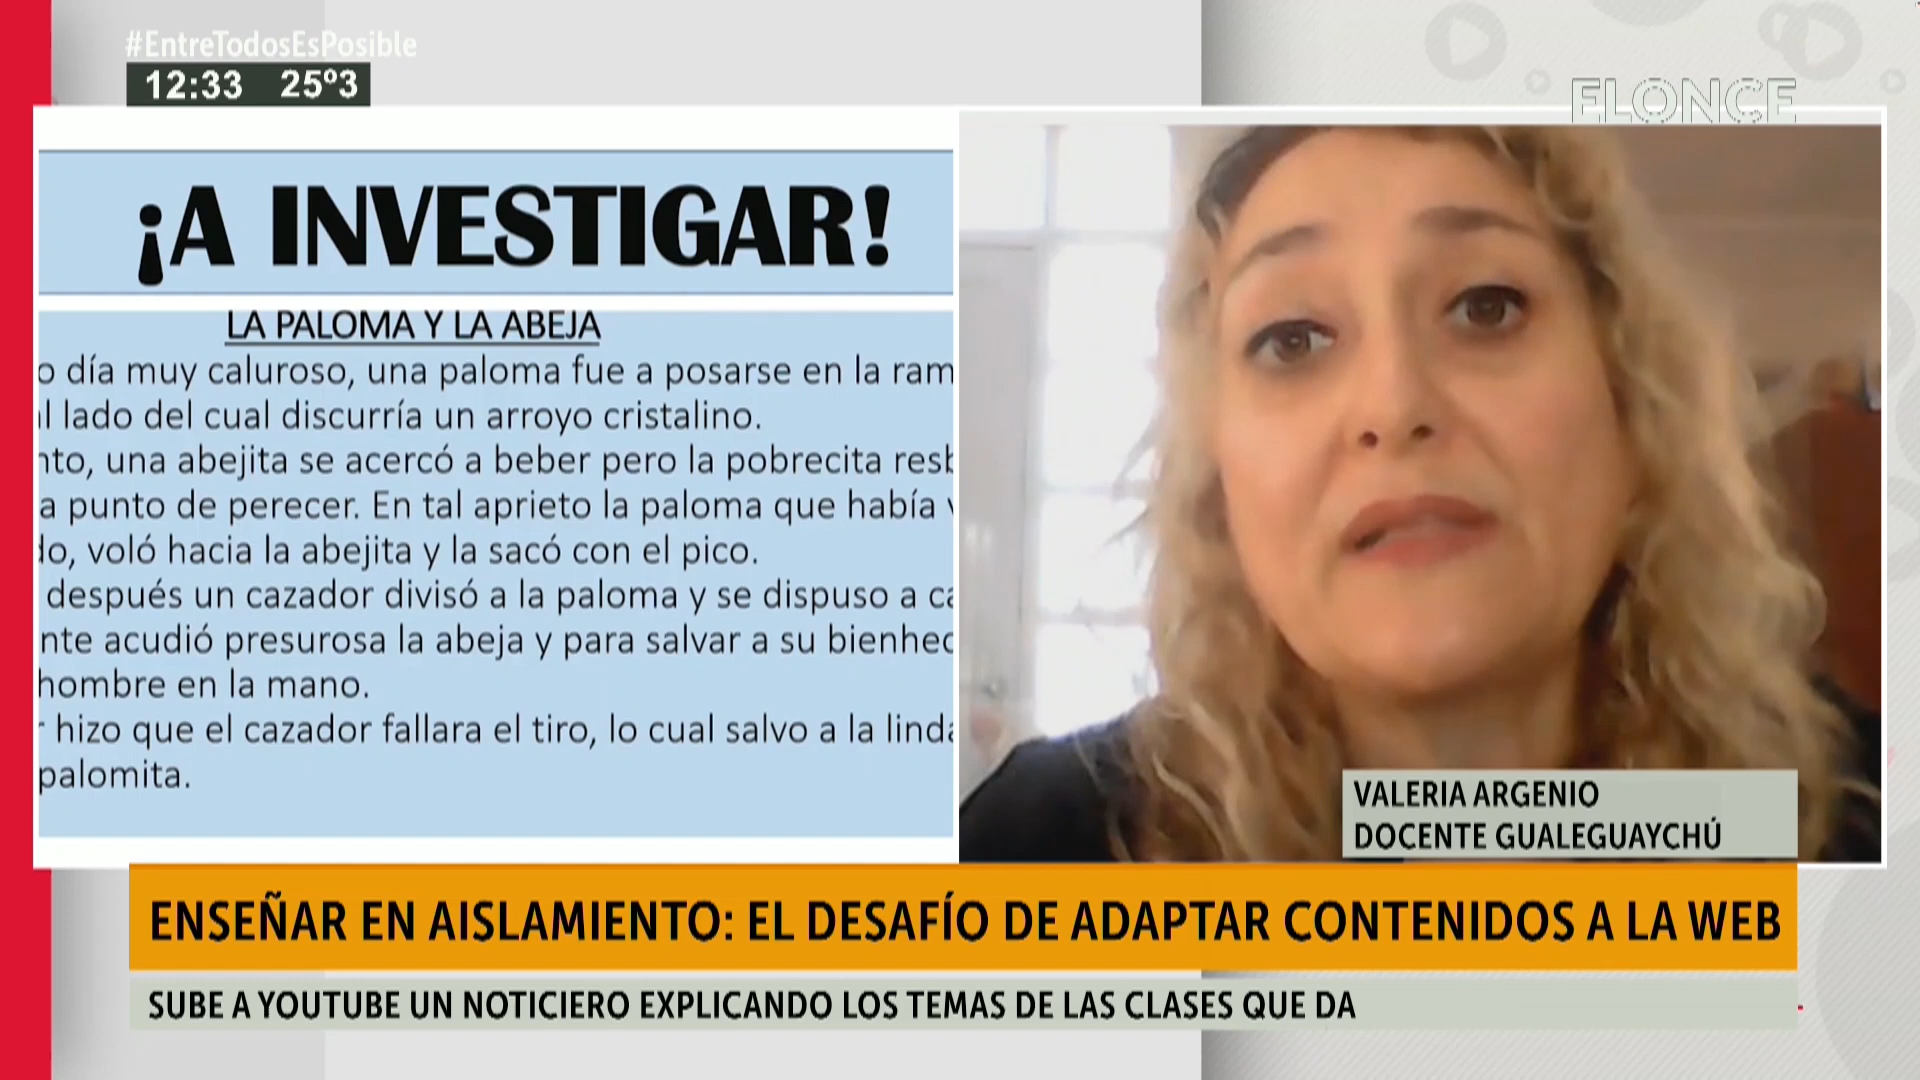 #EntreTodosEsPosible
12:33 25º3
ELONCE
¡A INVESTIGAR!
LA PALOMA Y LA ABEJA
o día muy caluroso, una paloma fue a posarse en la ram
l lado del cual discurría un arroyo cristalino.
nto, una abejita se acercó a beber pero la pobrecita resb
a punto de perecer. En tal aprieto la paloma que había v
do, voló hacia la abejita y la sacó con el pico.
después un cazador divisó a la paloma y se dispuso a ca
nte acudió presurosa la abeja y para salvar a su bienhec
hombre en la mano.
r hizo que el cazador fallara el tiro, lo cual salvo a la linda
palomita.
VALERIA ARGENIO
DOCENTE GUALEGUAYCHÚ
ENSEÑAR EN AISLAMIENTO: EL DESAFÍO DE ADAPTAR CONTENIDOS A LA WEB
SUBE A YOUTUBE UN NOTICIERO EXPLICANDO LOS TEMAS DE LAS CLASES QUE DA